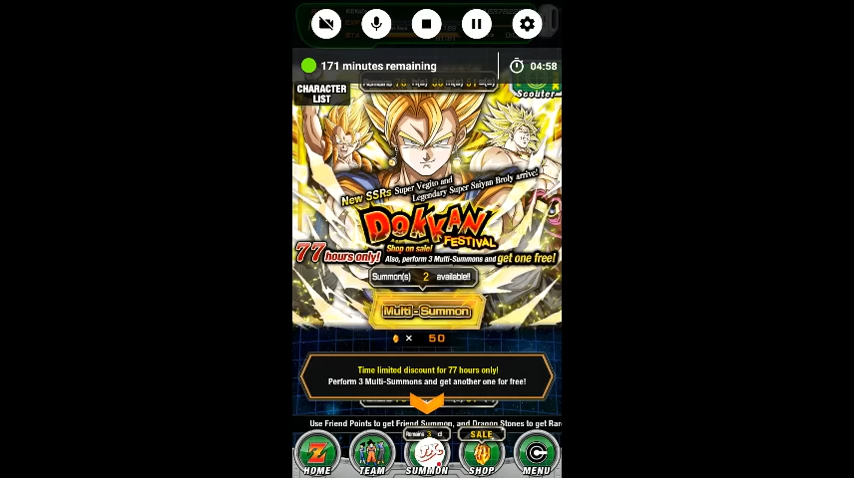 171 minutes remaining
04:58
CHARACTER
LIST
Scouter
New SSRs Super Vegito and
Legendary Super Saiyan Broly arrive!
DOKKAN
FESTIVAL
77 hours only!
Shop on sale!
Also, perform 3 Multi-Summons and get one free!
Summon(s) 2 available!!
Multi-Summon
× 50
Time limited discount for 77 hours only!
Perform 3 Multi-Summons and get another one for free!
Use Friend Points to get Friend Summon, and Dragon Stones to get Rar
SALE
HOME
TEAM
SUMMON
SHOP
MENU